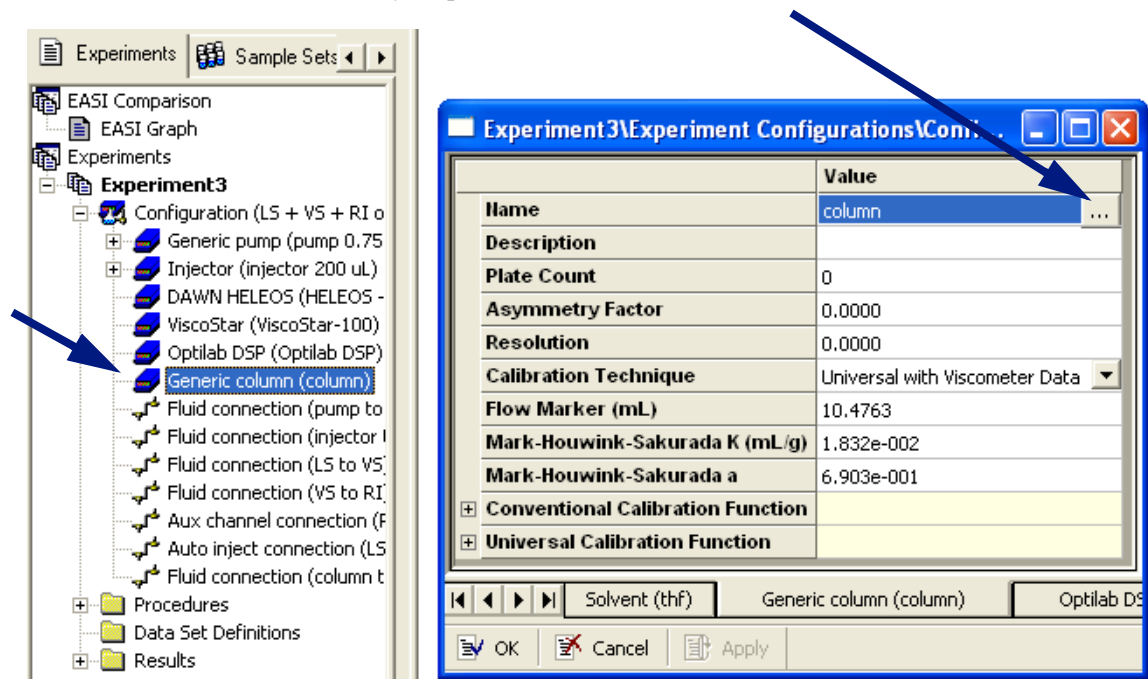 Experiments
Sample Sets
EASI Comparison
EASI Graph
Experiments
Experiment3
Configuration (LS + VS + RI o
Generic pump (pump 0.75
Injector (injector 200 uL)
DAWN HELEOS (HELEOS -
ViscoStar (ViscoStar-100)
Optilab DSP (Optilab DSP)
Generic column (column)
Fluid connection (pump to
Fluid connection (injector
Fluid connection (LS to VS)
Fluid connection (VS to RI)
Aux channel connection (
Auto inject connection (LS
Fluid connection (column t
Procedures
Data Set Definitions
Results
Experiment3\Experiment Configurations\Confi...
Value
Name column ...
Description
Plate Count 0
Asymmetry Factor 0.0000
Resolution 0.0000
Calibration Technique Universal with Viscometer Data
Flow Marker (mL) 10.4763
Mark-Houwink-Sakurada K (mL/g) 1.832e-002
Mark-Houwink-Sakurada a 6.903e-001
Conventional Calibration Function
Universal Calibration Function
Solvent (thf) Generic column (column) Optilab DS
OK Cancel Apply